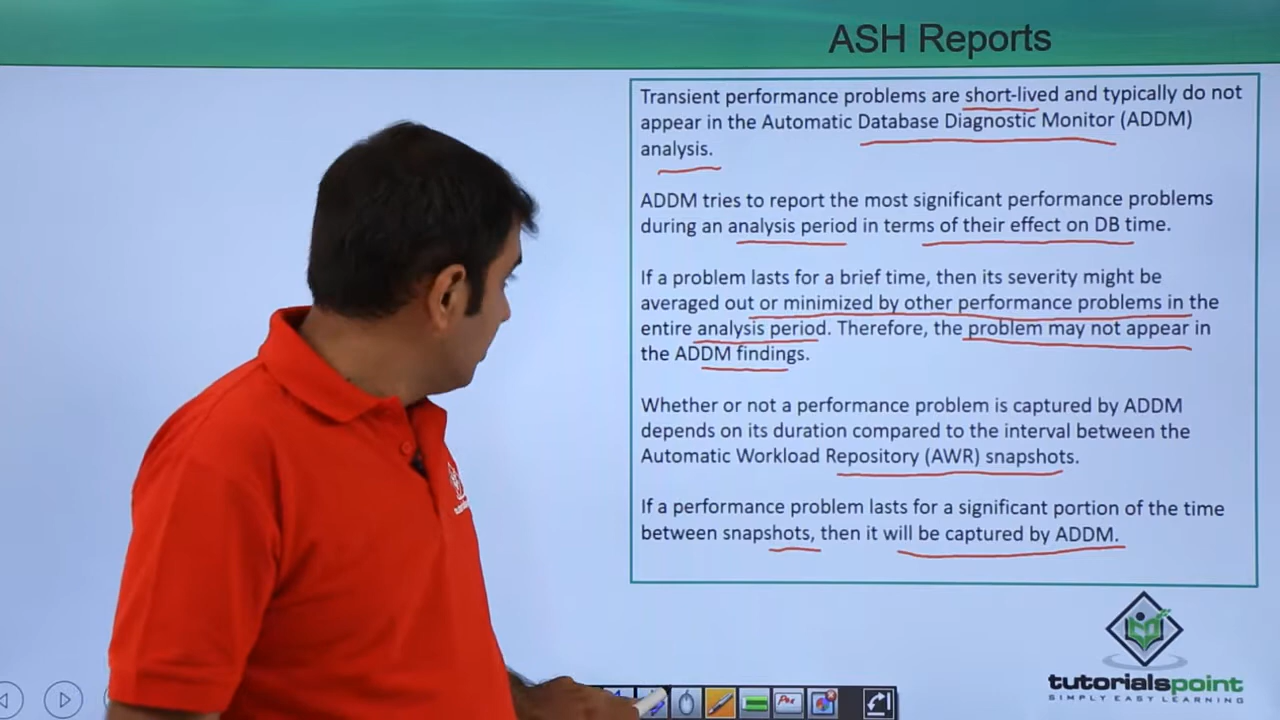 ASH Reports
Transient performance problems are short-lived and typically do not
appear in the Automatic Database Diagnostic Monitor (ADDM)
analysis.
ADDM tries to report the most significant performance problems
during an analysis period in terms of their effect on DB time.
If a problem lasts for a brief time, then its severity might be
averaged out or minimized by other performance problems in the
entire analysis period. Therefore, the problem may not appear in
the ADDM findings.
Whether or not a performance problem is captured by ADDM
depends on its duration compared to the interval between the
Automatic Workload Repository (AWR) snapshots.
If a performance problem lasts for a significant portion of the time
between snapshots, then it will be captured by ADDM.
tutorialspoint
SIMPLY EASY LEARNING